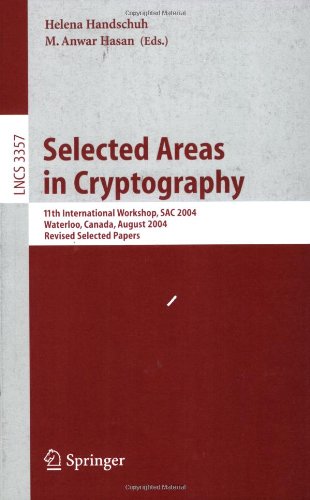 Helena Handschuh
M. Anwar Hasan (Eds.)
LNCS 3357
Selected Areas
in Cryptography
11th International Workshop, SAC 2004
Waterloo, Canada, August 2004
Revised Selected Papers
Springer